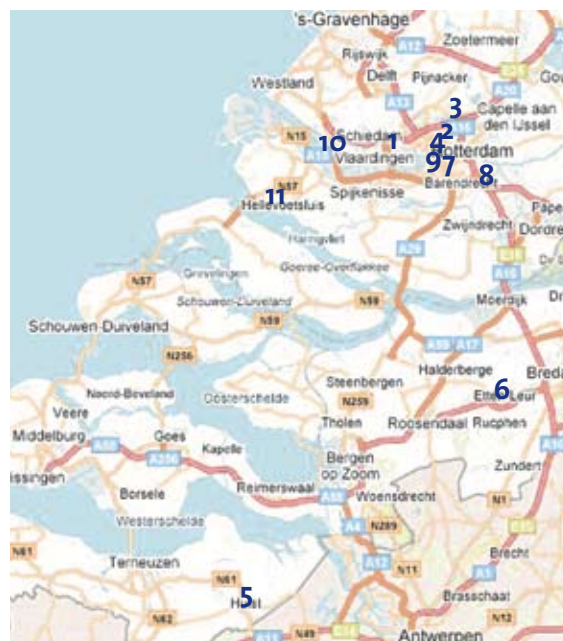 's-Gravenhage
Zoetermeer
A12
Rijswijk
Delft
Pijnacker
Westland
A13
A20
3
Capelle aan
den IJssel
N15
Schiedam
1
2
4
Rotterdam
10
Vlaardingen
9
7
8
Barendrecht
Spijkenisse
N57
11
Hellevoetsluis
Zwijndrecht
Dordre
Haringvliet
A29
Goeree-Overflakkee
Grevelingen
N57
A16
Schouwen-Duiveland
N59
Moerdijk
Schouwen-Duiveland
N59
N256
A59
A17
Halderberge
Breda
Steenbergen
6
Etten-Leur
Noord-Beveland
Oosterschelde
N259
Veere
Tholen
Roosendaal
Rucphen
Middelburg
Goes
A58
A256
Kapelle
Bergen
op Zoom
Zundert
issingen
Reimerswaal
A58
Woensdrecht
N1
Borsele
Westerschelde
A4
N289
N61
Terneuzen
A12
Brecht
N61
N11
A1
5
Hulst
Brasschaat
N62
N49
N12
A11
Antwerpen